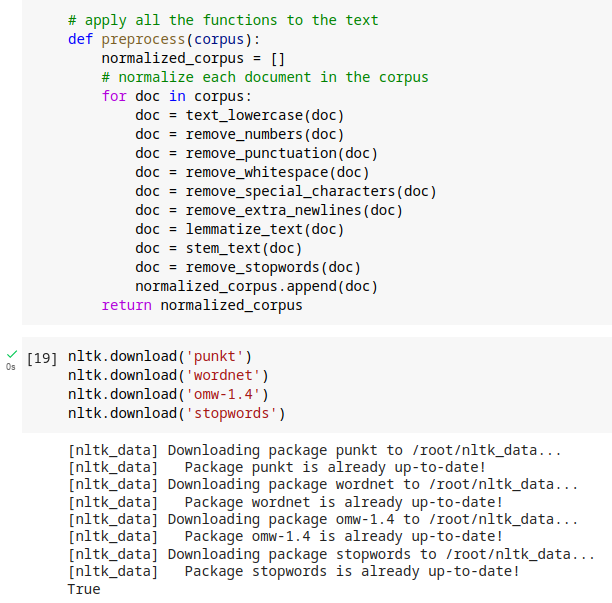 # apply all the functions to the text
def preprocess(corpus):
    normalized_corpus = []
    # normalize each document in the corpus
    for doc in corpus:
        doc = text_lowercase(doc)
        doc = remove_numbers(doc)
        doc = remove_punctuation(doc)
        doc = remove_whitespace(doc)
        doc = remove_special_characters(doc)
        doc = remove_extra_newlines(doc)
        doc = lemmatize_text(doc)
        doc = stem_text(doc)
        doc = remove_stopwords(doc)
        normalized_corpus.append(doc)
    return normalized_corpus
[19] nltk.download('punkt')
0s
nltk.download('wordnet')
nltk.download('omw-1.4')
nltk.download('stopwords')
[nltk_data] Downloading package punkt to /root/nltk_data...
[nltk_data]   Package punkt is already up-to-date!
[nltk_data] Downloading package wordnet to /root/nltk_data...
[nltk_data]   Package wordnet is already up-to-date!
[nltk_data] Downloading package omw-1.4 to /root/nltk_data...
[nltk_data]   Package omw-1.4 is already up-to-date!
[nltk_data] Downloading package stopwords to /root/nltk_data...
[nltk_data]   Package stopwords is already up-to-date!
True